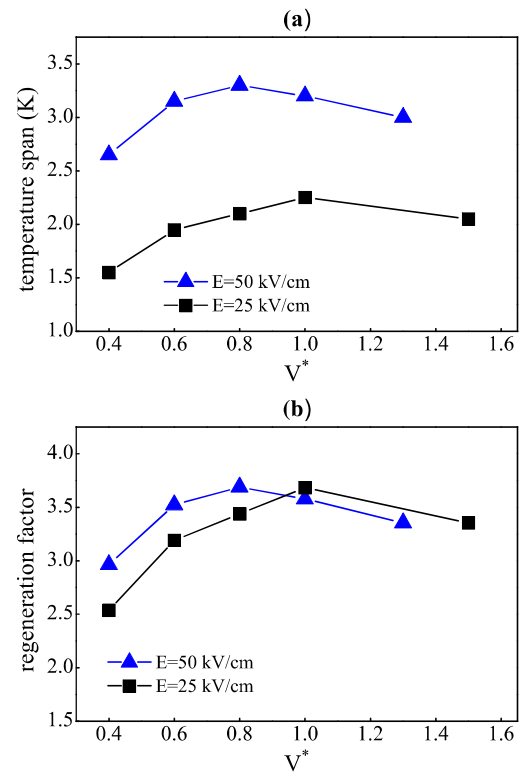 (a)
temperature span (K)
3.5
3.0
2.5
2.0
1.5
1.0
E=50 kV/cm
E=25 kV/cm
0.4 0.6 0.8 1.0 1.2 1.4 1.6
V*
(b)
regeneration factor
4.0
3.5
3.0
2.5
2.0
1.5
E=50 kV/cm
E=25 kV/cm
0.4 0.6 0.8 1.0 1.2 1.4 1.6
V*